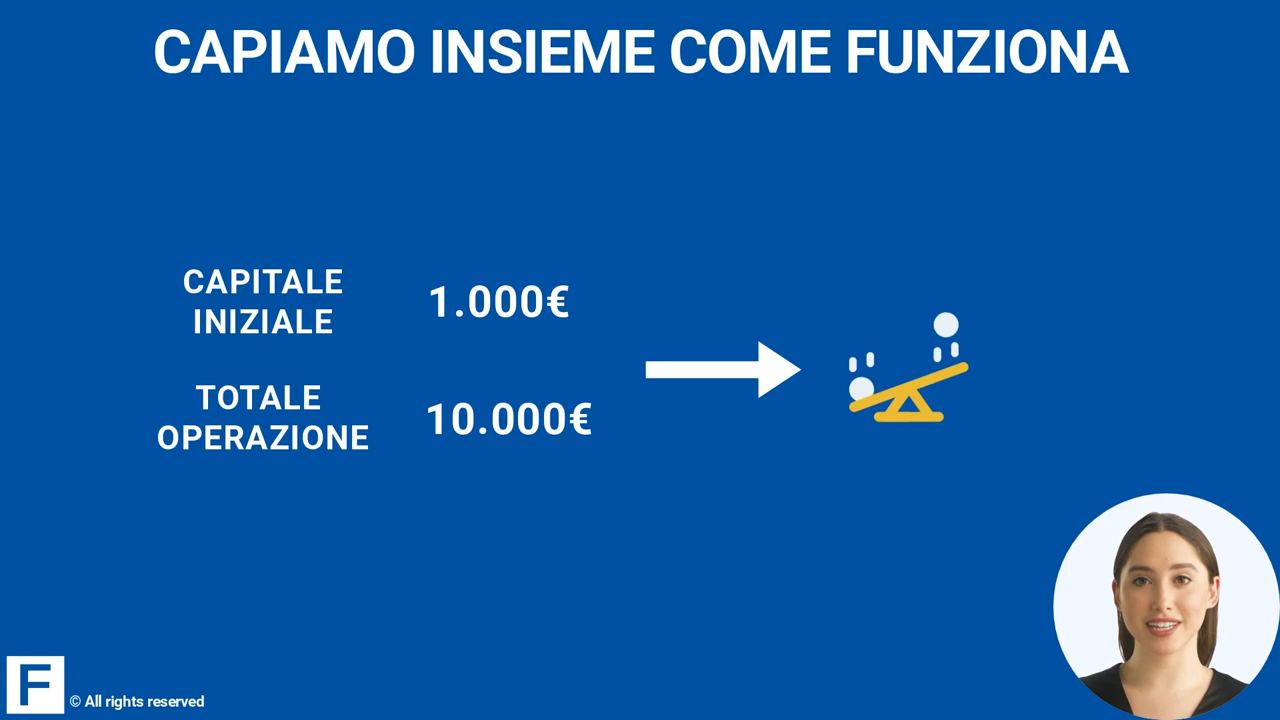 CAPIAMO INSIEME COME FUNZIONA
CAPITALE
INIZIALE
1.000€
TOTALE
OPERAZIONE
10.000€
F
© All rights reserved